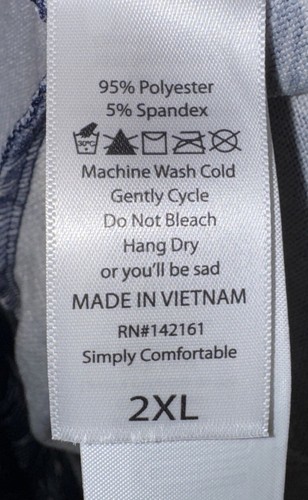 95% Polyester
5% Spandex
30°C
Machine Wash Cold
Gently Cycle
Do Not Bleach
Hang Dry
or you'll be sad
MADE IN VIETNAM
RN#142161
Simply Comfortable
2XL